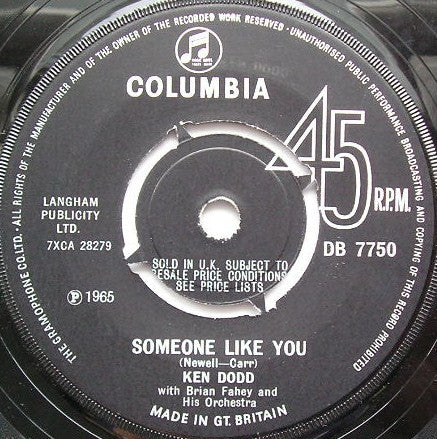 ALL RIGHTS OF THE MANUFACTURER AND OF THE OWNER OF THE RECORDED WORK RESERVED · UNAUTHORISED PUBLIC PERFORMANCE BROADCASTING AND COPYING OF THIS RECORD PROHIBITED
COLUMBIA
45 R.P.M.
LANGHAM
PUBLICITY
LTD.
7XCA 28279
DB 7750
SOLD IN U.K. SUBJECT TO
RESALE PRICE CONDITIONS
SEE PRICE LISTS
Ⓟ 1965
SOMEONE LIKE YOU
(Newell—Carr)
KEN DODD
with Brian Fahey and
His Orchestra
MADE IN GT. BRITAIN
THE GRAMOPHONE CO. LTD. ·